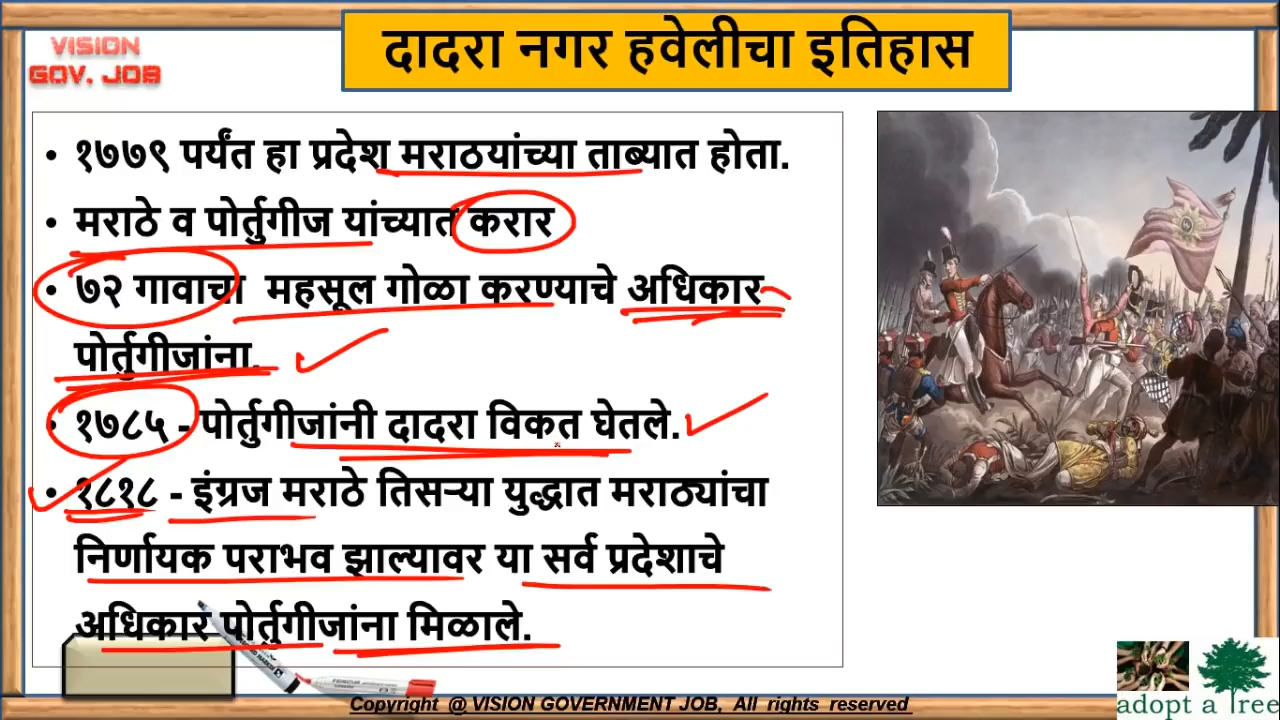 VISION
GOV. JOB
दादरा नगर हवेलीचा इतिहास
• १७७९ पर्यंत हा प्रदेश मराठयांच्या ताब्यात होता.
• मराठे व पोर्तुगीज यांच्यात करार
• ७२ गावाचा महसूल गोळा करण्याचे अधिकार
पोर्तुगीजांना.
• १७८५ - पोर्तुगीजांनी दादरा विकत घेतले.
• १८१८ - इंग्रज मराठे तिसऱ्या युद्धात मराठ्यांचा
निर्णायक पराभव झाल्यावर या सर्व प्रदेशाचे
अधिकार पोर्तुगीजांना मिळाले.
Copyright @ VISION GOVERNMENT JOB, All rights reserved
adopt a Tree